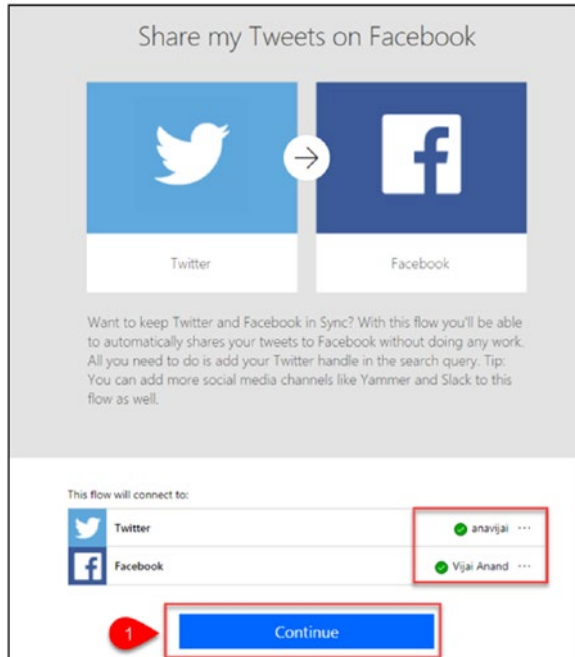 Share my Tweets on Facebook
Twitter
Facebook
Want to keep Twitter and Facebook in Sync? With this flow you'll be able
to automatically shares your tweets to Facebook without doing any work.
All you need to do is add your Twitter handle in the search query. Tip:
You can add more social media channels like Yammer and Slack to this
flow as well.
This flow will connect to:
Twitter anavijai ...
Facebook Vijai Anand ...
1 Continue